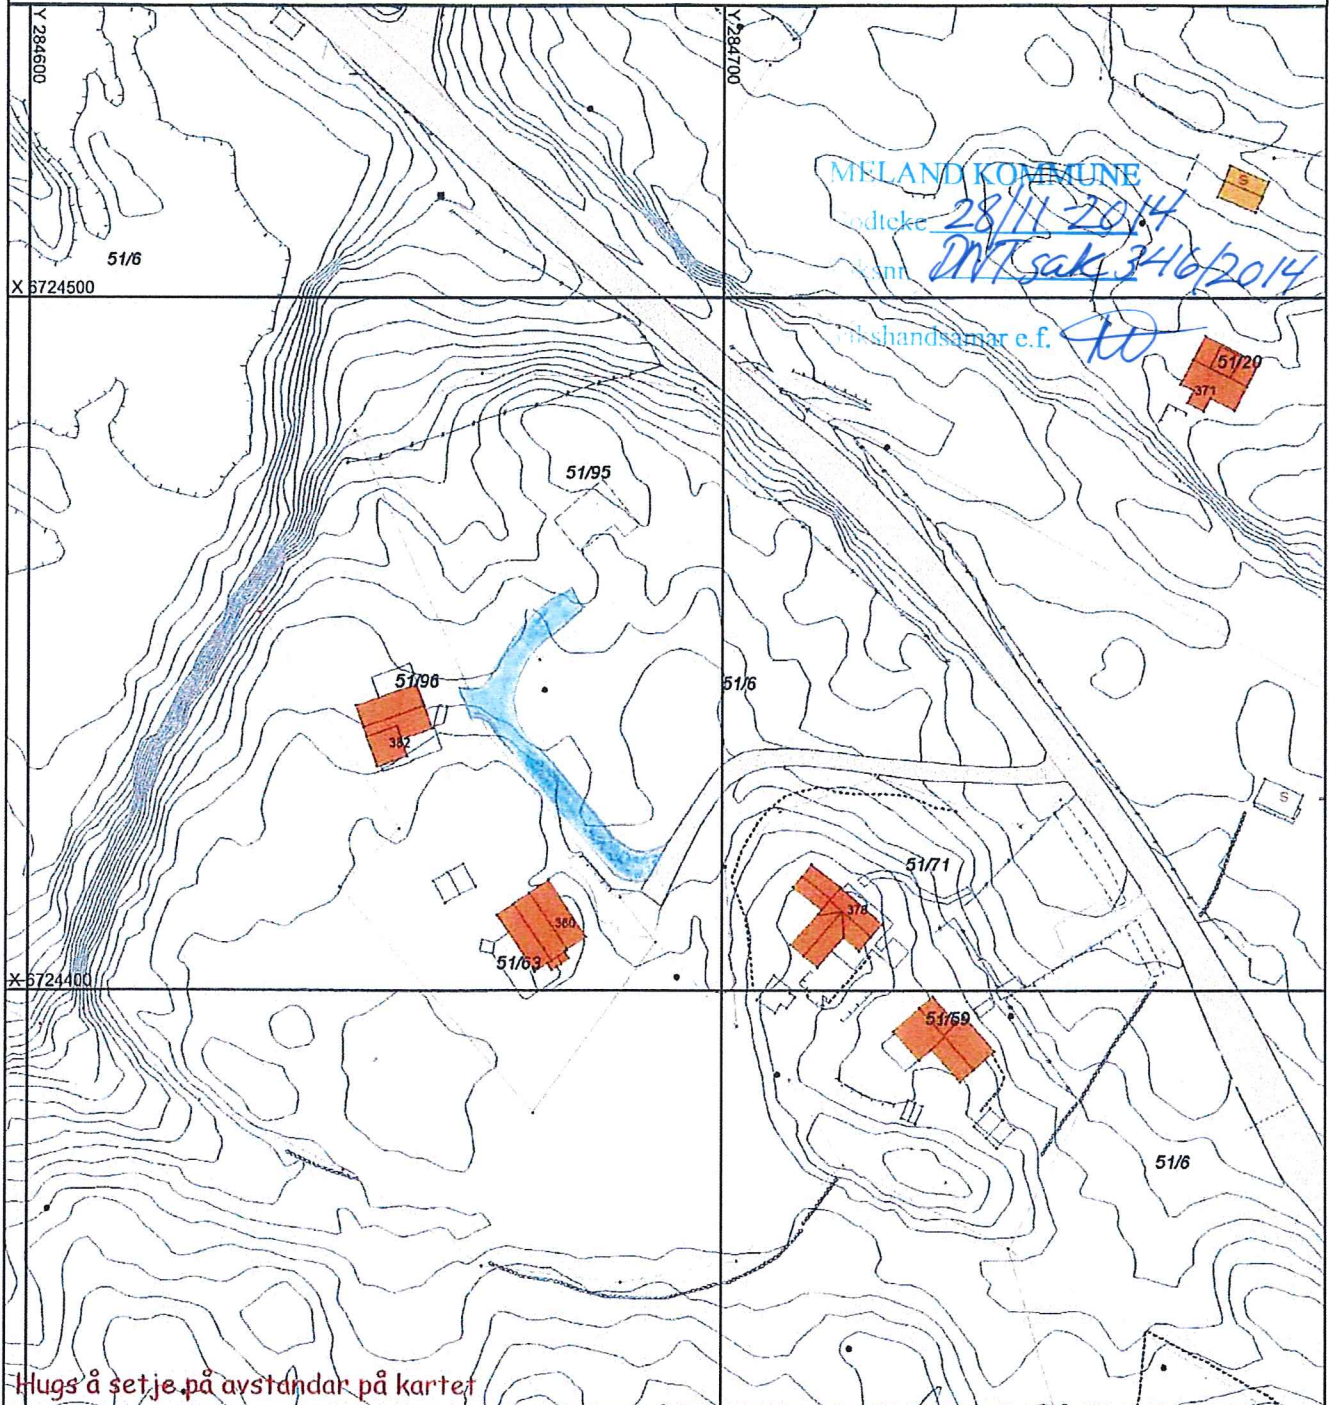 Y 284600
Y 284700
MELAND KOMMUNE
28/11-2014
DNT sak 346/2014
51/6
X 6724500
kshandsamar e.f.
51/20
371
S
51/95
51/96
382
51/6
S
51/71
378
380
51/63
X 6724400
51/59
51/6
Hugs å setje på avstandar på kartet